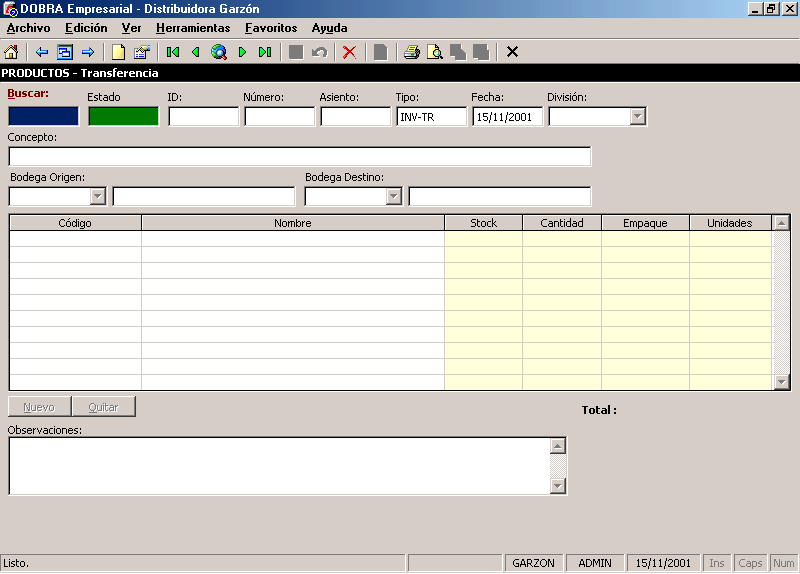 DOBRA Empresarial - Distribuidora Garzón
Archivo Edición Ver Herramientas Favoritos Ayuda
PRODUCTOS - Transferencia
Buscar: Estado ID: Número: Asiento: Tipo: Fecha: División:
INV-TR 15/11/2001
Concepto:
Bodega Origen: Bodega Destino:
Código Nombre Stock Cantidad Empaque Unidades
Nuevo Quitar
Total :
Observaciones:
Listo. GARZON ADMIN 15/11/2001 Ins Caps Num